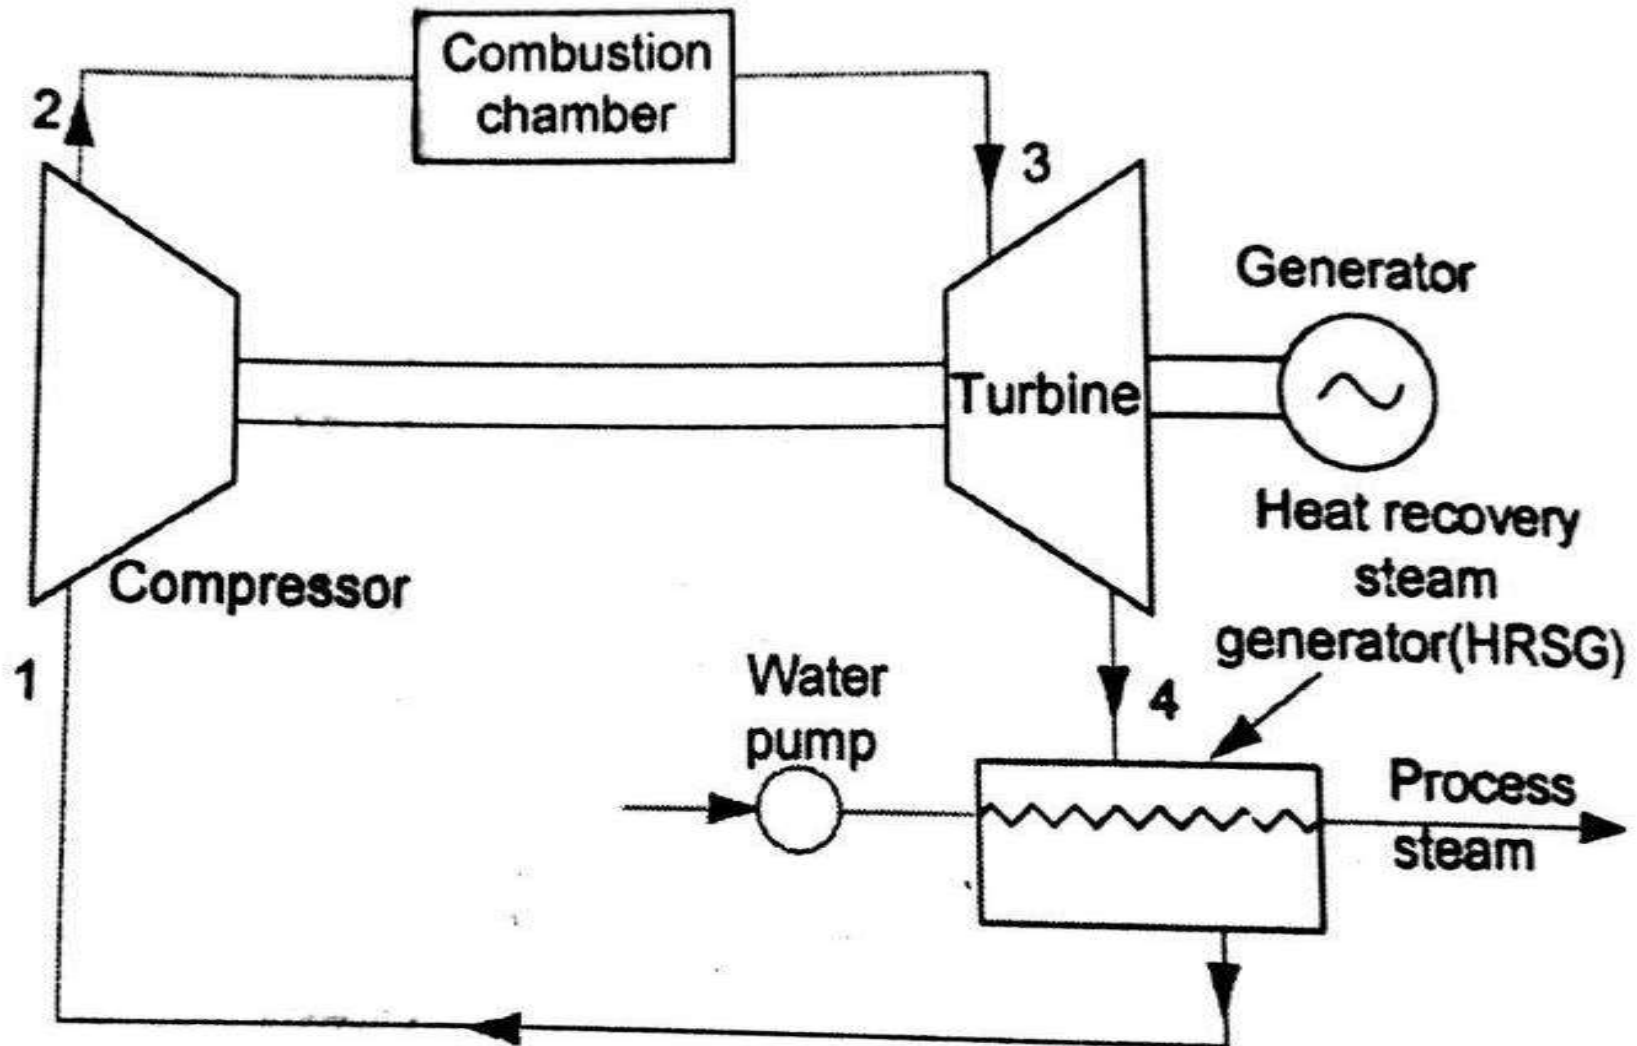 Combustion
chamber
2
3
Generator
Turbine
Heat recovery
steam
generator(HRSG)
Compressor
1
Water
pump
4
Process
steam